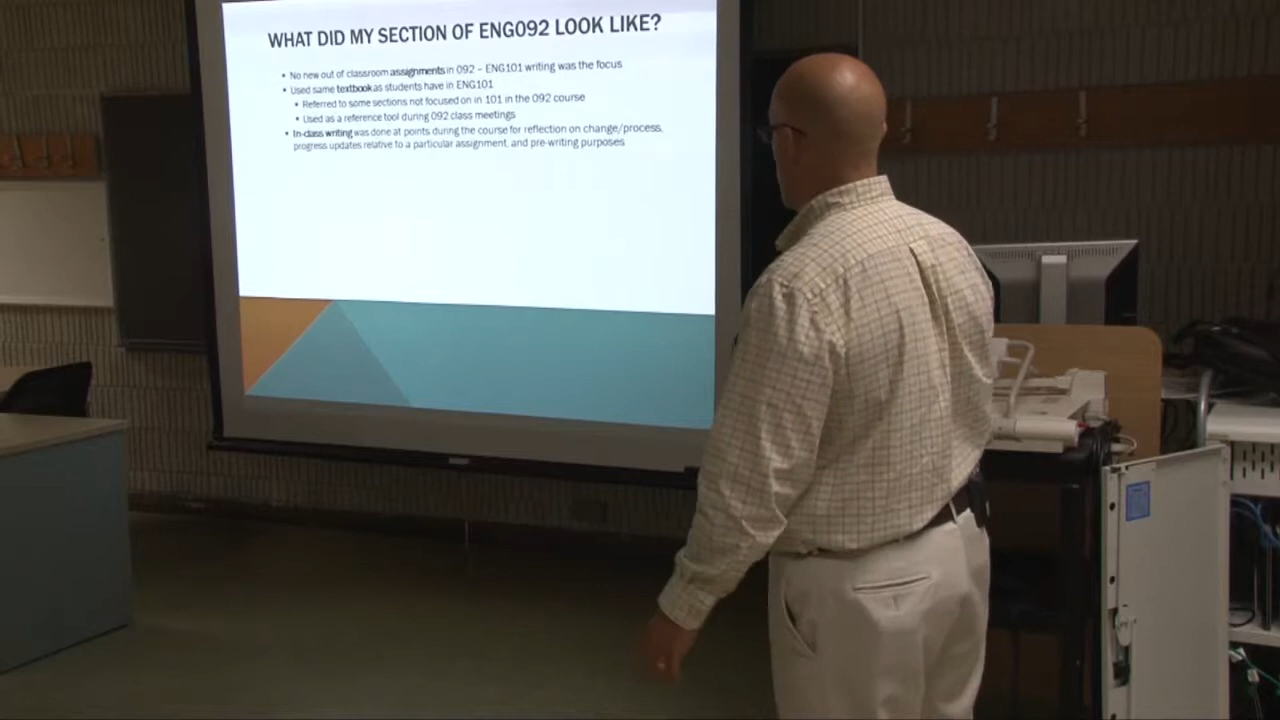 WHAT DID MY SECTION OF ENG092 LOOK LIKE?
• No new out of classroom assignments in 092 – ENG101 writing was the focus
• Used same textbook as students have in ENG101
• Referred to some sections not focused on in 101 in the 092 course
• Used as a reference tool during 092 class meetings
• In-class writing was done at points during the course for reflection on change/process,
progress updates relative to a particular assignment, and pre-writing purposes